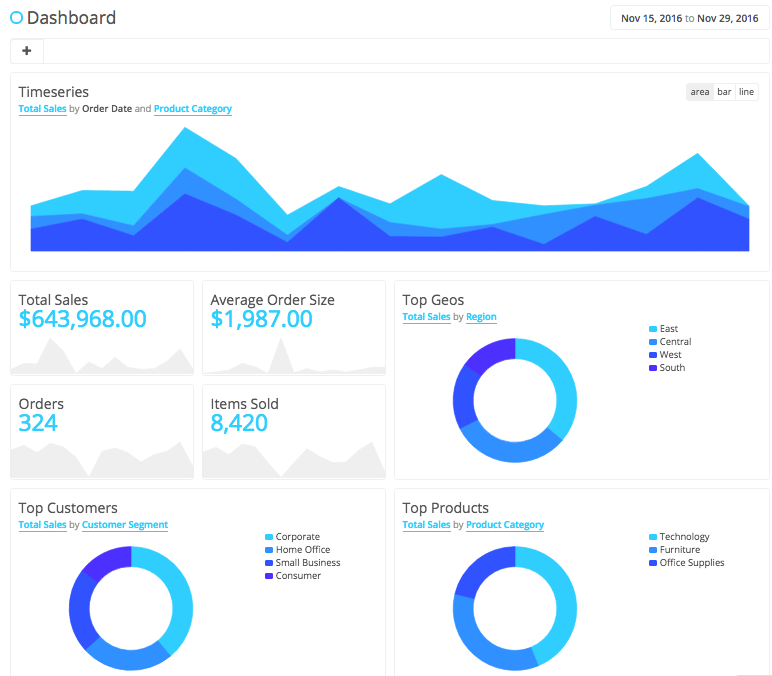 Dashboard
Nov 15, 2016 to Nov 29, 2016
+
Timeseries
area bar line
Total Sales by Order Date and Product Category
Total Sales
$643,968.00
Average Order Size
$1,987.00
Top Geos
Total Sales by Region
East
Central
West
South
Orders
324
Items Sold
8,420
Top Customers
Total Sales by Customer Segment
Corporate
Home Office
Small Business
Consumer
Top Products
Total Sales by Product Category
Technology
Furniture
Office Supplies